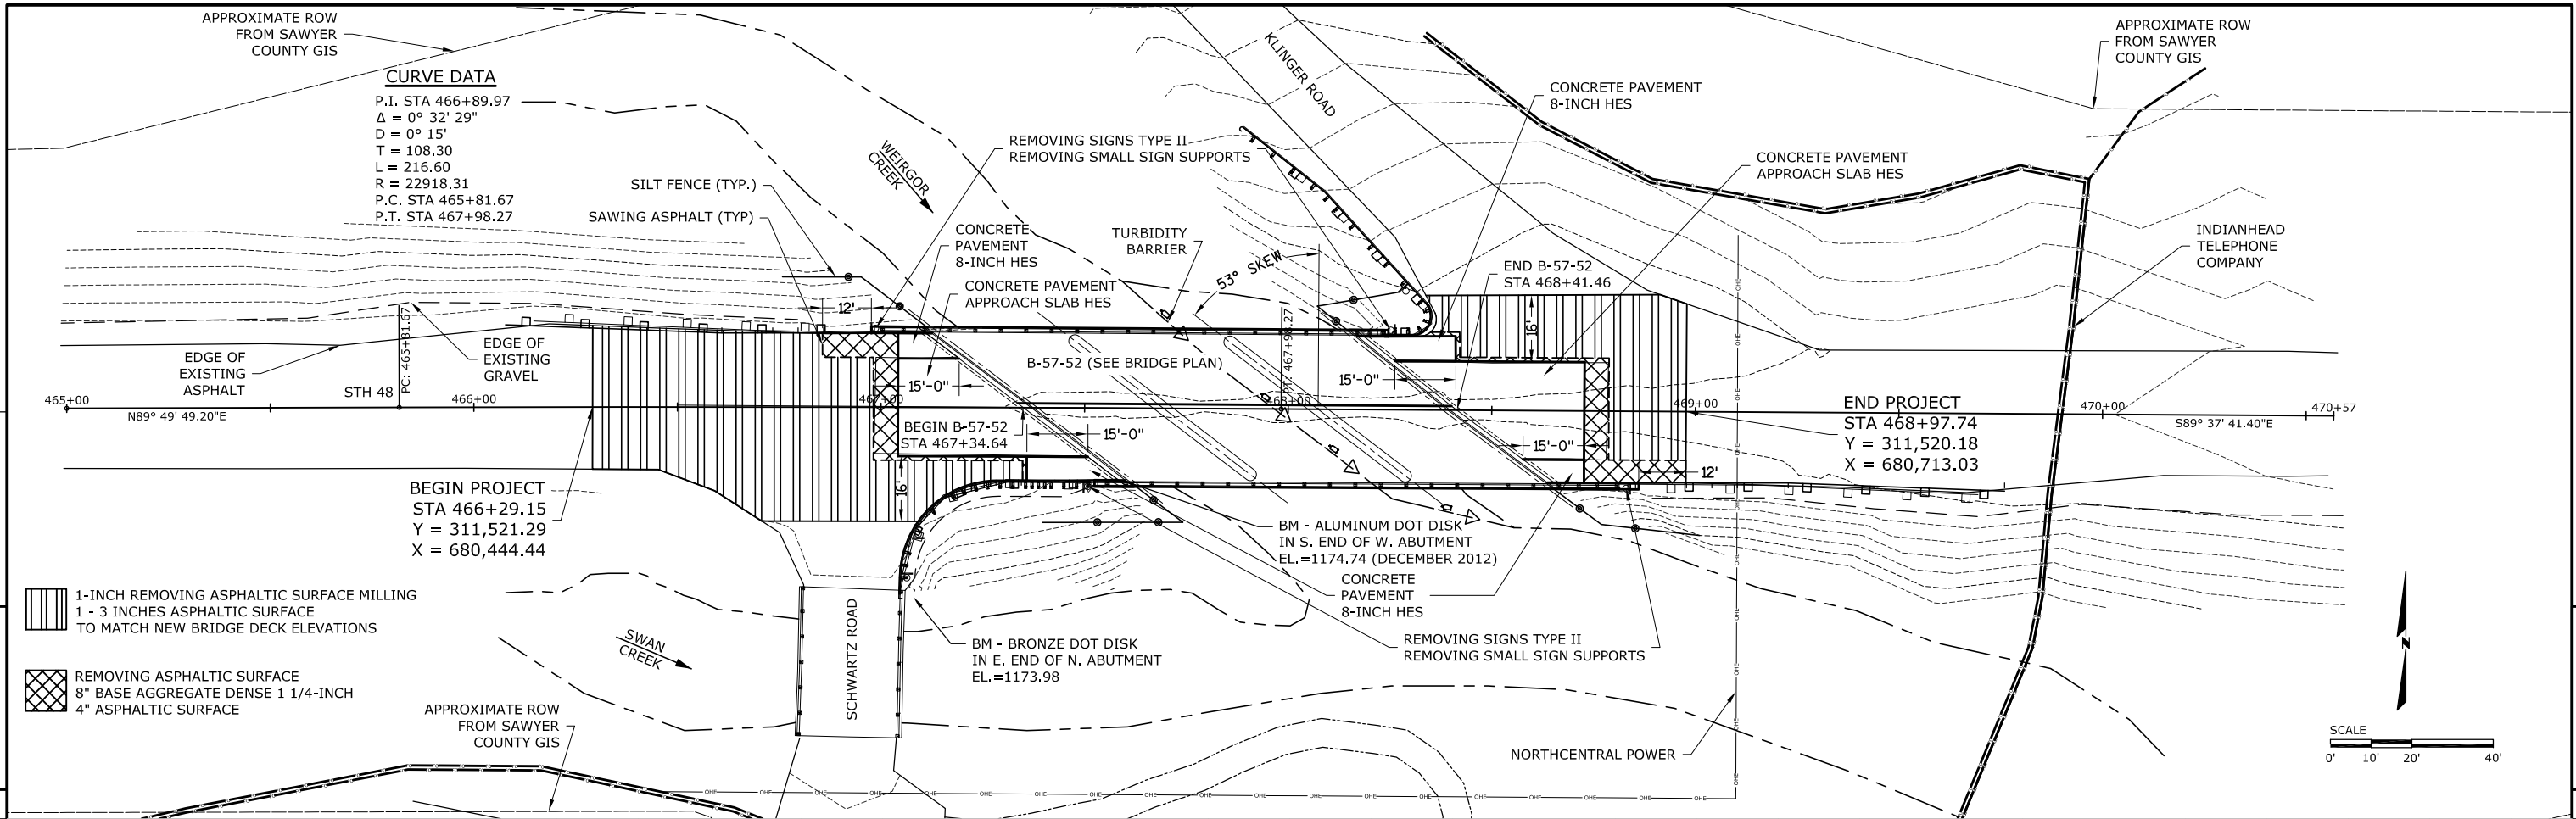 APPROXIMATE ROW
FROM SAWYER
COUNTY GIS
CURVE DATA
P.I. STA 466+89.97
Δ = 0° 32' 29"
D = 0° 15'
T = 108.30
L = 216.60
R = 22918.31
P.C. STA 465+81.67
P.T. STA 467+98.27
SILT FENCE (TYP.)
SAWING ASPHALT (TYP)
WEIRGOR
CREEK
REMOVING SIGNS TYPE II
REMOVING SMALL SIGN SUPPORTS
KLINGER ROAD
CONCRETE PAVEMENT
8-INCH HES
CONCRETE PAVEMENT
APPROACH SLAB HES
APPROXIMATE ROW
FROM SAWYER
COUNTY GIS
INDIANHEAD
TELEPHONE
COMPANY
CONCRETE
PAVEMENT
8-INCH HES
TURBIDITY
BARRIER
53° SKEW
END B-57-52
STA 468+41.46
CONCRETE PAVEMENT
APPROACH SLAB HES
12'
16'
EDGE OF
EXISTING
ASPHALT
PC: 465+81.67
EDGE OF
EXISTING
GRAVEL
STH 48
B-57-52 (SEE BRIDGE PLAN)
PT: 467+98.27
15'-0"
15'-0"
465+00
466+00
467+00
468+00
469+00
470+00
470+57
N89° 49' 49.20"E
S89° 37' 41.40"E
BEGIN B-57-52
STA 467+34.64
15'-0"
15'-0"
END PROJECT
STA 468+97.74
Y = 311,520.18
X = 680,713.03
12'
16'
BEGIN PROJECT
STA 466+29.15
Y = 311,521.29
X = 680,444.44
BM - ALUMINUM DOT DISK
IN S. END OF W. ABUTMENT
EL.=1174.74 (DECEMBER 2012)
CONCRETE
PAVEMENT
8-INCH HES
1-INCH REMOVING ASPHALTIC SURFACE MILLING
1 - 3 INCHES ASPHALTIC SURFACE
TO MATCH NEW BRIDGE DECK ELEVATIONS
SWAN
CREEK
SCHWARTZ ROAD
BM - BRONZE DOT DISK
IN E. END OF N. ABUTMENT
EL.=1173.98
REMOVING SIGNS TYPE II
REMOVING SMALL SIGN SUPPORTS
REMOVING ASPHALTIC SURFACE
8" BASE AGGREGATE DENSE 1 1/4-INCH
4" ASPHALTIC SURFACE
APPROXIMATE ROW
FROM SAWYER
COUNTY GIS
NORTHCENTRAL POWER
N
SCALE
0' 10' 20' 40'